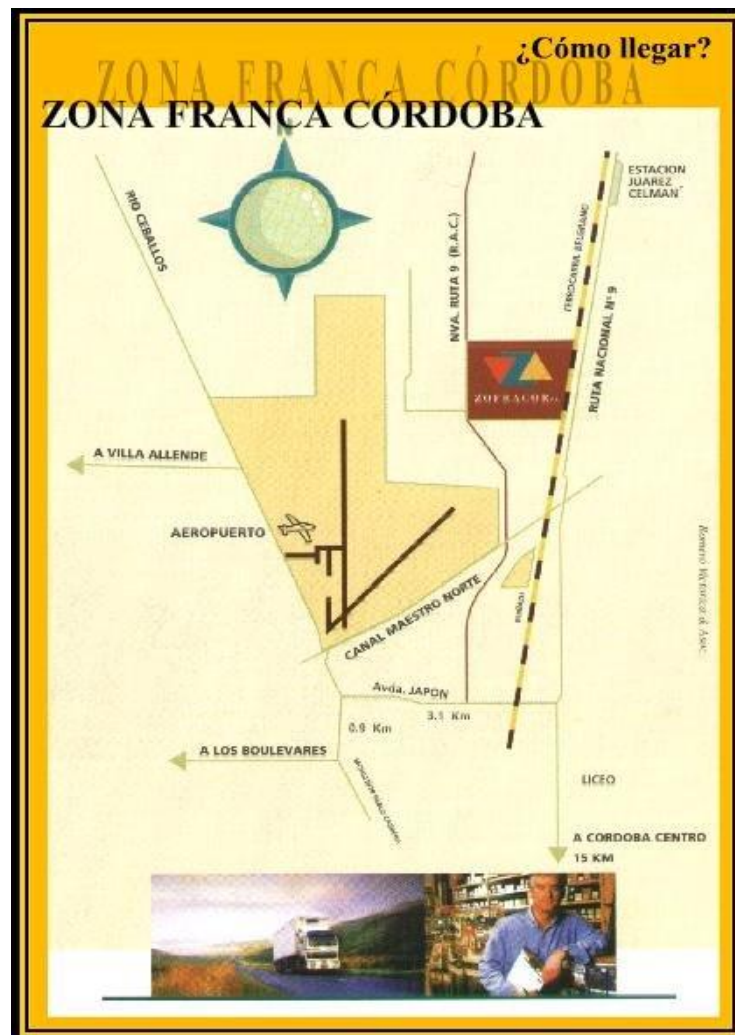 ¿Cómo llegar?
ZONA FRANCA CÓRDOBA
ZONA FRANCA CÓRDOBA
N
ESTACION
JUAREZ
CELMAN
RIO CEBALLOS
NVA. RUTA 9 (R.A.C.)
FERROCARRIL BELGRANO
RUTA NACIONAL Nº 9
ZOFRACOR
A VILLA ALLENDE
AEROPUERTO
CANAL MAESTRO NORTE
Avda. JAPON
3.1 Km
0.9 Km
A LOS BOULEVARES
LICEO
A CORDOBA CENTRO
15 KM